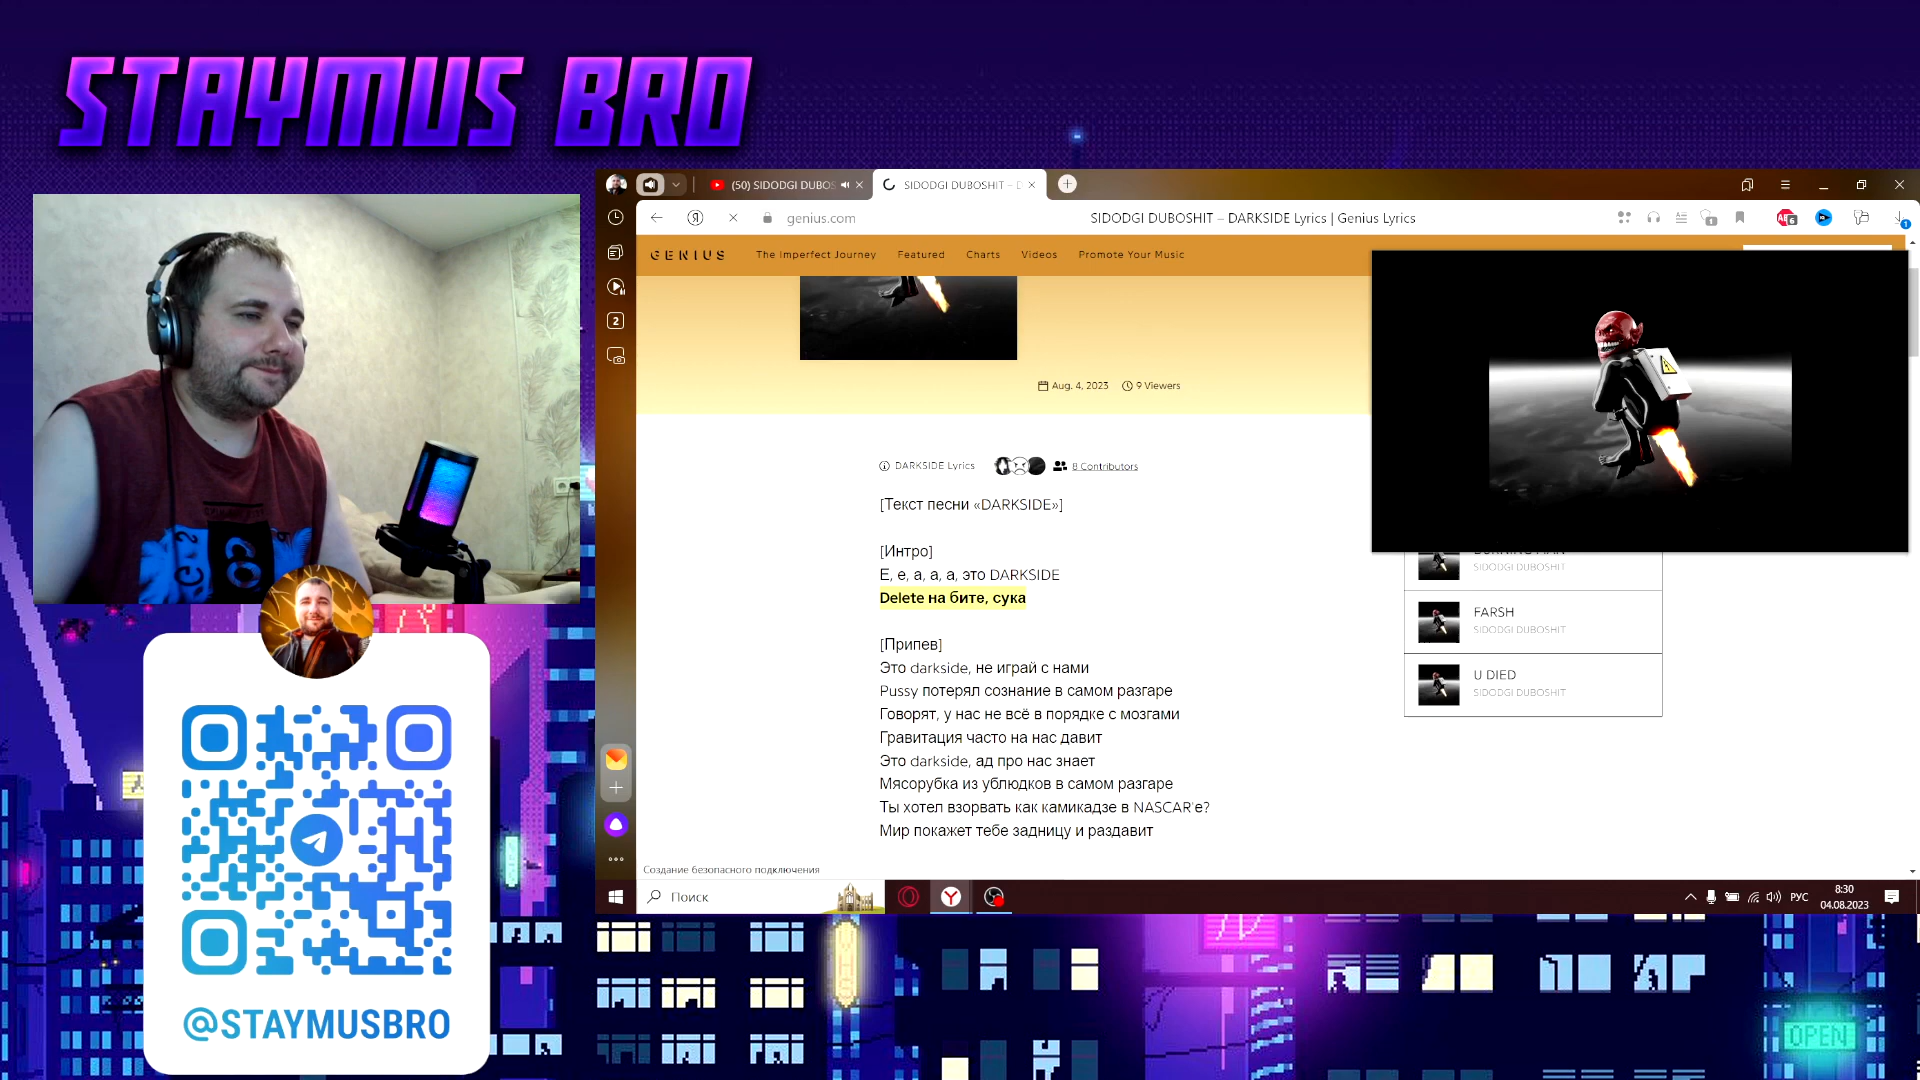 STAYMUS BRO
(50) SIDODGI DUBOS
SIDODGI DUBOSHIT –
genius.com
SIDODGI DUBOSHIT – DARKSIDE Lyrics | Genius Lyrics
GENIUS
The Imperfect Journey
Featured
Charts
Videos
Promote Your Music
Aug. 4, 2023
9 Viewers
DARKSIDE Lyrics
8 Contributors
[Текст песни «DARKSIDE»]
[Интро]
Е, е, а, а, а, это DARKSIDE
Delete на бите, сука
[Припев]
Это darkside, не играй с нами
Pussy потерял сознание в самом разгаре
Говорят, у нас не всё в порядке с мозгами
Гравитация часто на нас давит
Это darkside, ад про нас знает
Мясорубка из ублюдков в самом разгаре
Ты хотел взорвать как камикадзе в NASCAR'е?
Мир покажет тебе задницу и раздавит
BURNING MAN
SIDODGI DUBOSHIT
FARSH
SIDODGI DUBOSHIT
U DIED
SIDODGI DUBOSHIT
Создание безопасного подключения
Поиск
РУС
8:30
04.08.2023
@STAYMUSBRO
OPEN